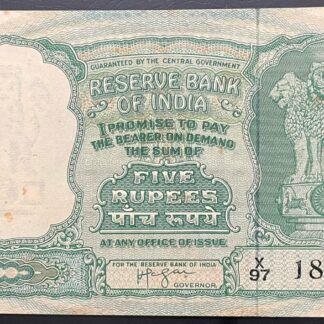 GUARANTEED BY THE CENTRAL GOVERNMENT
RESERVE BANK
OF INDIA
I PROMISE TO PAY
THE BEARER ON DEMAND
THE SUM OF
FIVE
RUPEES
पाँच रुपये
AT ANY OFFICE OF ISSUE
FOR THE RESERVE BANK OF INDIA
GOVERNOR
X/97 18